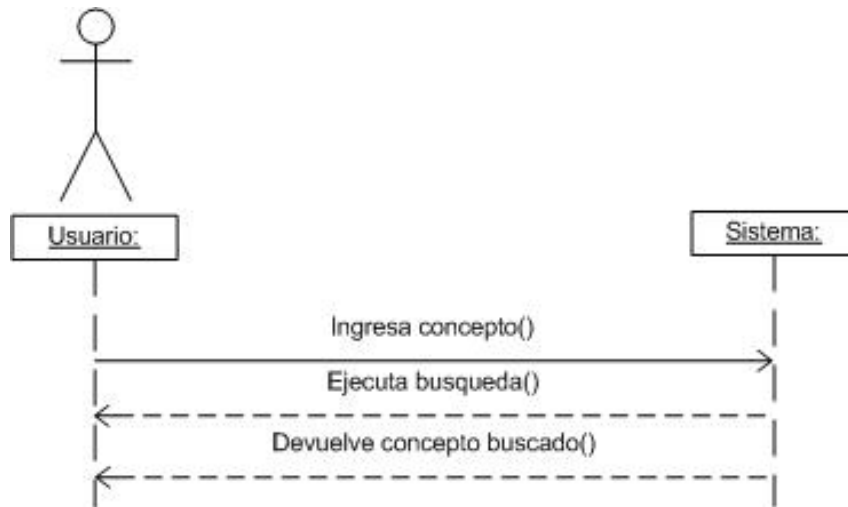 Usuario:
Sistema:
Ingresa concepto()
Ejecuta busqueda()
Devuelve concepto buscado()